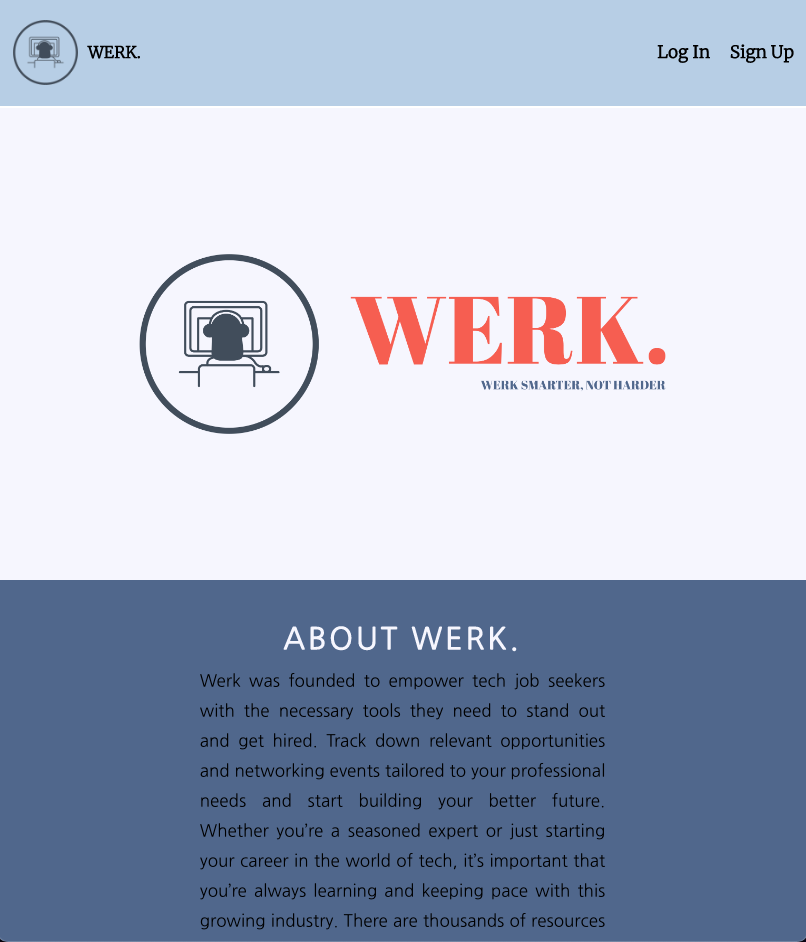 WERK.
Log In Sign Up
WERK.
WERK SMARTER, NOT HARDER
ABOUT WERK.
Werk was founded to empower tech job seekers
with the necessary tools they need to stand out
and get hired. Track down relevant opportunities
and networking events tailored to your professional
needs and start building your better future.
Whether you're a seasoned expert or just starting
your career in the world of tech, it's important that
you're always learning and keeping pace with this
growing industry. There are thousands of resources